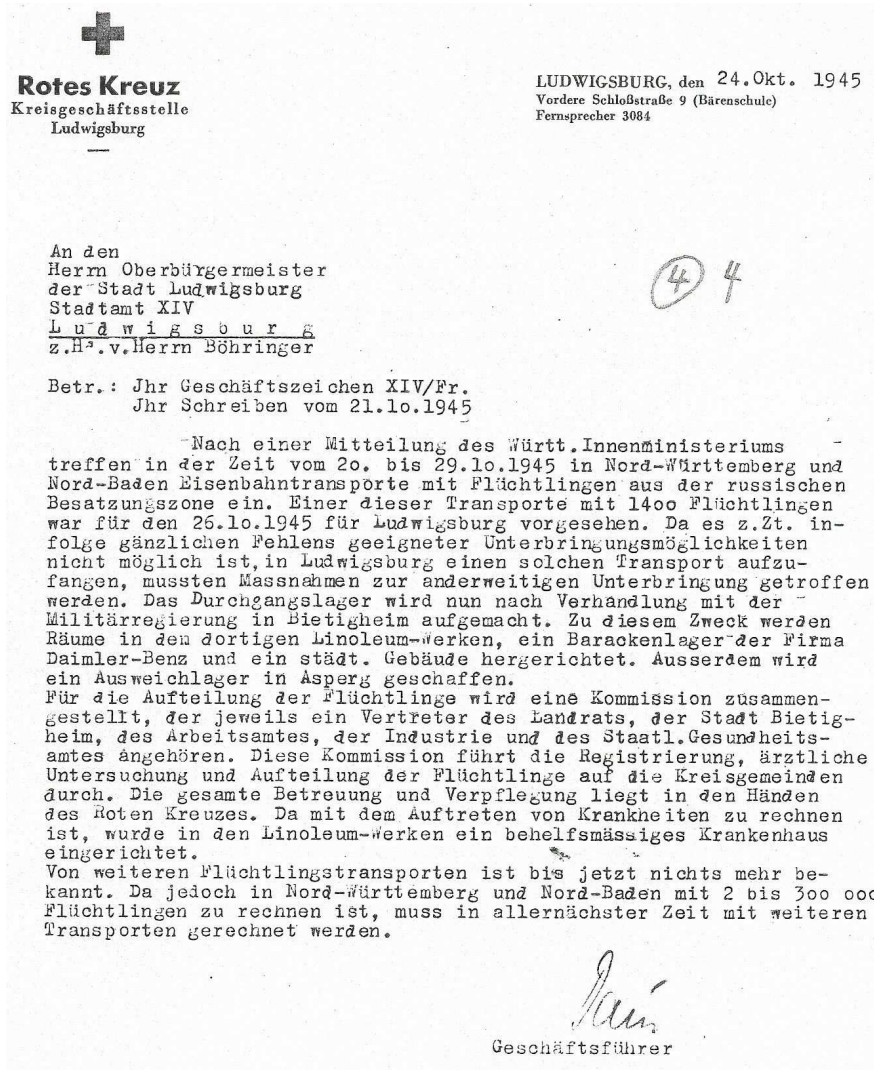 Rotes Kreuz
Kreisgeschäftsstelle
Ludwigsburg
LUDWIGSBURG, den 24.Okt. 1945
Vordere Schloßstraße 9 (Bärenschule)
Fernsprecher 3084
An den
Herrn Oberbürgermeister
der Stadt Ludwigsburg
Stadtamt XIV
L u d w i g s b u r g
z.H.v.Herrn Böhringer
4 4
Betr.: Jhr Geschäftszeichen XIV/Fr.
Jhr Schreiben vom 21.1o.1945
Nach einer Mitteilung des Württ.Innenministeriums
treffen in der Zeit vom 2o. bis 29.1o.1945 in Nord-Württemberg und
Nord-Baden Eisenbahntransporte mit Flüchtlingen aus der russischen
Besatzungszone ein. Einer dieser Transporte mit 14oo Flüchtlingen
war für den 26.1o.1945 für Ludwigsburg vorgesehen. Da es z.Zt. in-
folge gänzlichen Fehlens geeigneter Unterbringungsmöglichkeiten
nicht möglich ist, in Ludwigsburg einen solchen Transport aufzu-
fangen, mussten Massnahmen zur anderweitigen Unterbringung getroffen
werden. Das Durchgangslager wird nun nach Verhandlung mit der
Militärregierung in Bietigheim aufgemacht. Zu diesem Zweck werden
Räume in den dortigen Linoleum-Werken, ein Barackenlager der Firma
Daimler-Benz und ein städt. Gebäude hergerichtet. Ausserdem wird
ein Ausweichlager in Asperg geschaffen.
Für die Aufteilung der Flüchtlinge wird eine Kommission zusammen-
gestellt, der jeweils ein Vertreter des Landrats, der Stadt Bietig-
heim, des Arbeitsamtes, der Industrie und des Staatl.Gesundheits-
amtes angehören. Diese Kommission führt die Registrierung, ärztliche
Untersuchung und Aufteilung der Flüchtlinge auf die Kreisgemeinden
durch. Die gesamte Betreuung und Verpflegung liegt in den Händen
des Roten Kreuzes. Da mit dem Auftreten von Krankheiten zu rechnen
ist, wurde in den Linoleum-Werken ein behelfsmässiges Krankenhaus
eingerichtet.
Von weiteren Flüchtlingstransporten ist bis jetzt nichts mehr be-
kannt. Da jedoch in Nord-Württemberg und Nord-Baden mit 2 bis 3oo ooo
Flüchtlingen zu rechnen ist, muss in allernächster Zeit mit weiteren
Transporten gerechnet werden.
Geschäftsführer